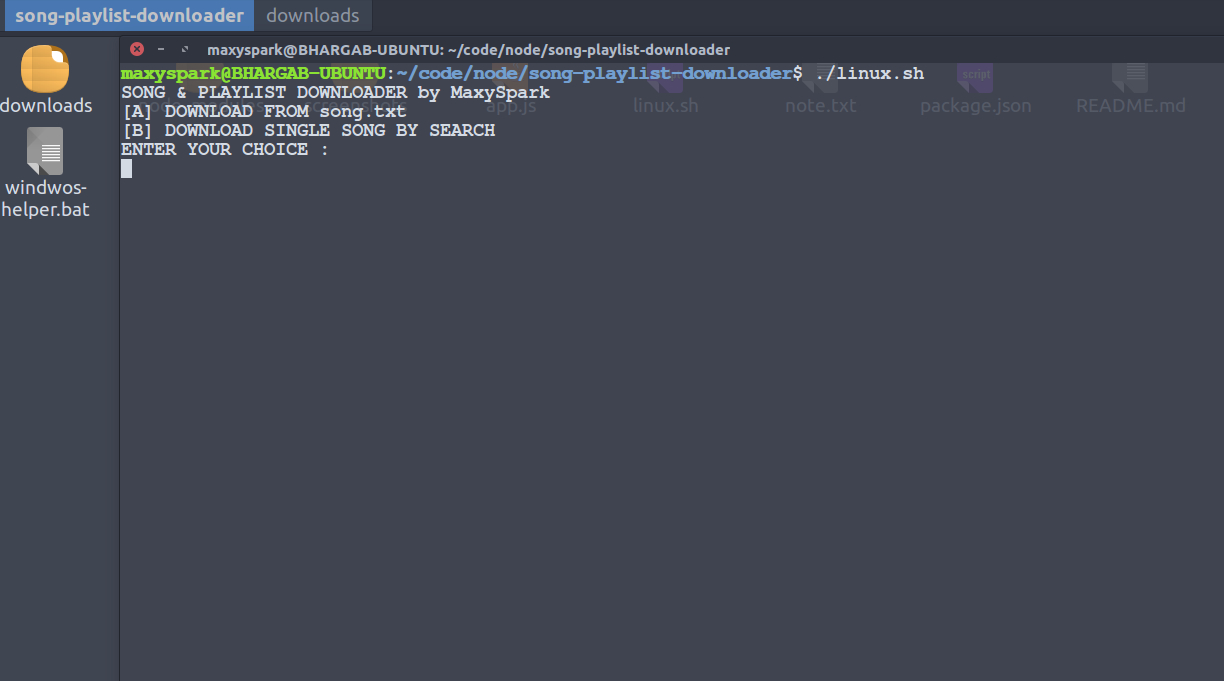 song-playlist-downloader downloads
downloads
windwos-
helper.bat
maxyspark@BHARGAB-UBUNTU: ~/code/node/song-playlist-downloader
maxyspark@BHARGAB-UBUNTU:~/code/node/song-playlist-downloader$ ./linux.sh
SONG & PLAYLIST DOWNLOADER by MaxySpark
[A] DOWNLOAD FROM song.txt
[B] DOWNLOAD SINGLE SONG BY SEARCH
ENTER YOUR CHOICE :
script
app.js linux.sh note.txt package.json README.md